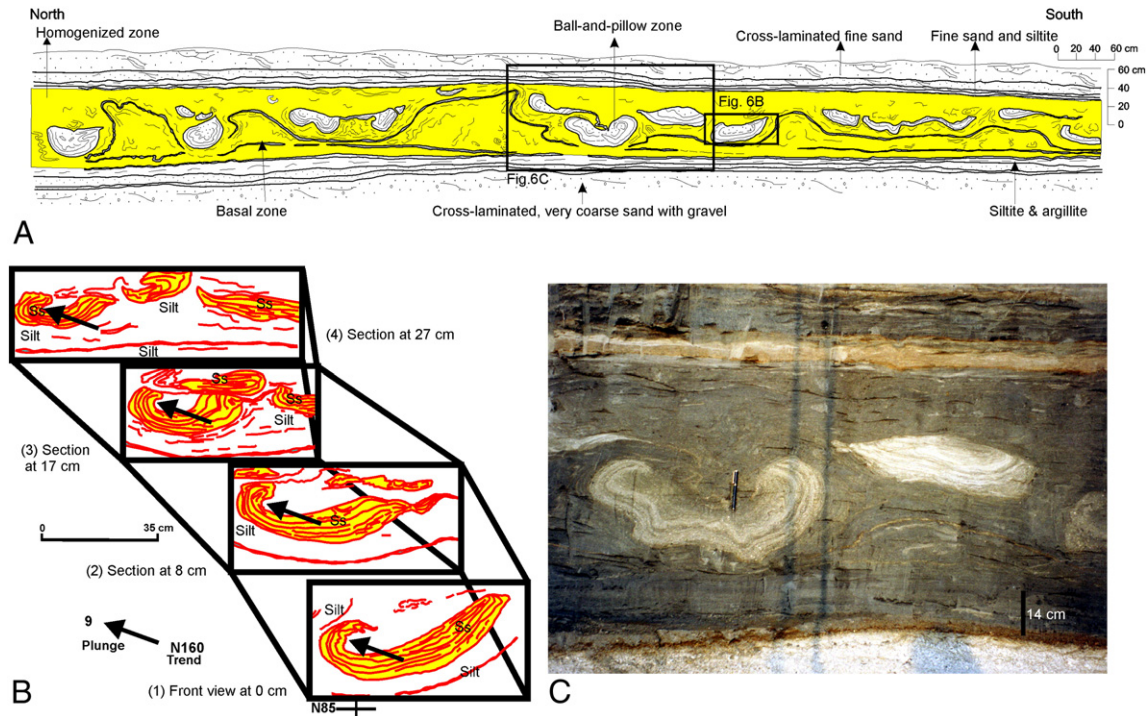 North
Homogenized zone
Ball-and-pillow zone
Cross-laminated fine sand
Fine sand and siltite
South
0 20 40 60 cm
60 cm
40
20
0
Fig. 6B
Fig.6C
Basal zone
Cross-laminated, very coarse sand with gravel
Siltite & argillite
A
Ss
Silt
Ss
Silt
Silt
(4) Section at 27 cm
Ss
Ss
Silt
(3) Section
at 17 cm
0 35 cm
Silt
Ss
(2) Section at 8 cm
9
Plunge
N160
Trend
Silt
Ss
Silt
(1) Front view at 0 cm
N85
B
14 cm
C